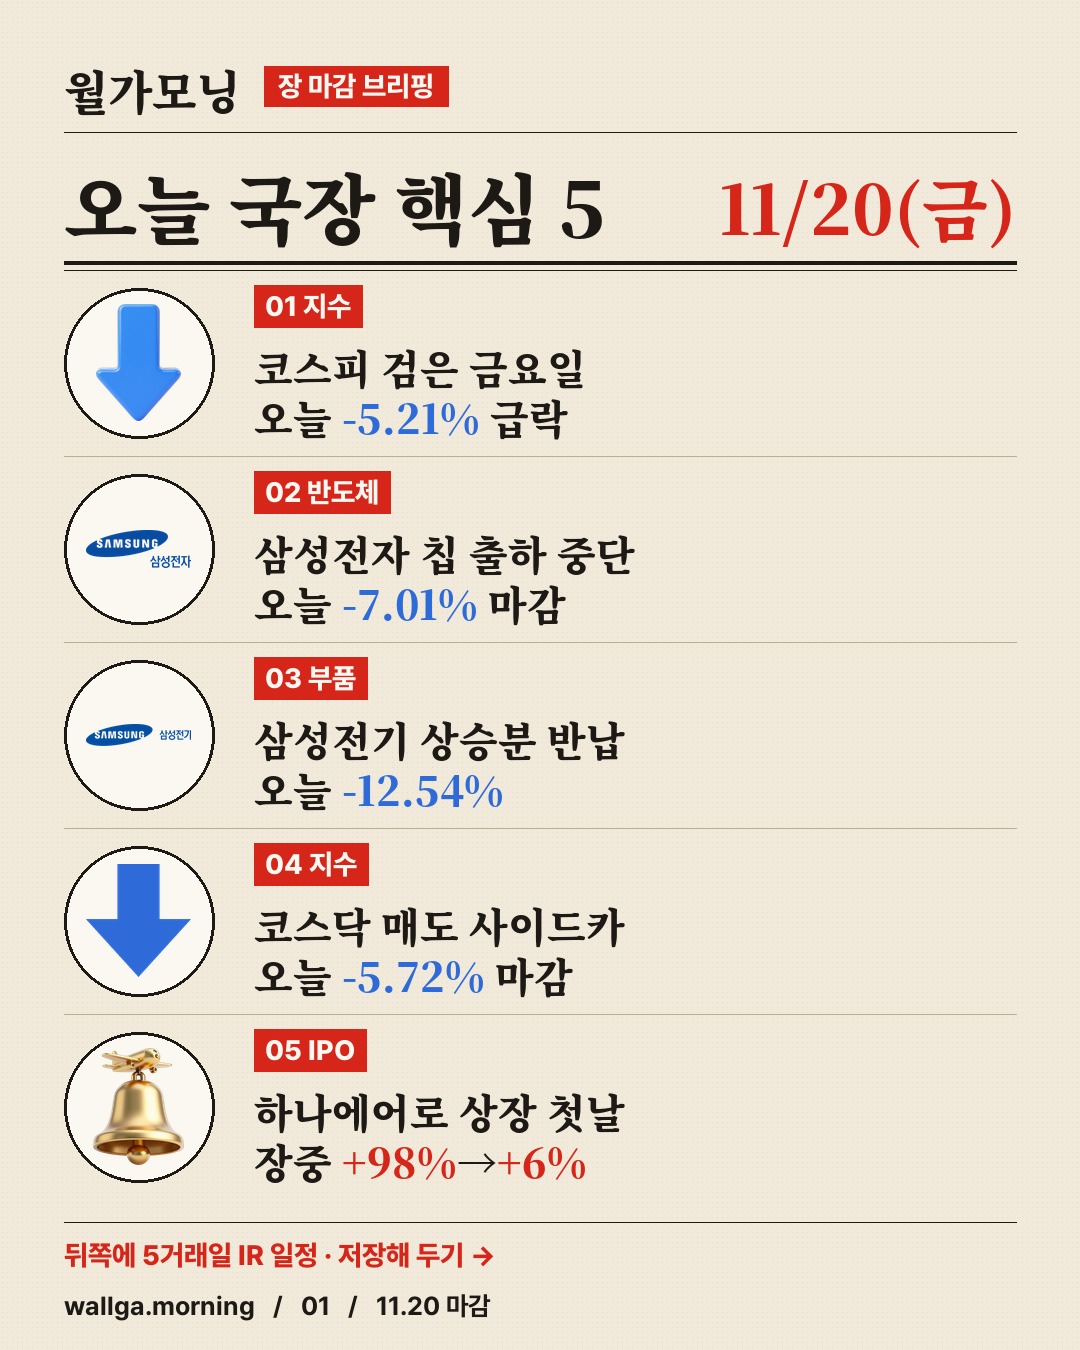 월가모닝 장 마감 브리핑
오늘 국장 핵심 5 11/20(금)
01 지수
코스피 검은 금요일
오늘 -5.21% 급락
SAMSUNG
삼성전자
02 반도체
삼성전자 칩 출하 중단
오늘 -7.01% 마감
SAMSUNG 삼성전기
03 부품
삼성전기 상승분 반납
오늘 -12.54%
04 지수
코스닥 매도 사이드카
오늘 -5.72% 마감
05 IPO
하나에어로 상장 첫날
장중 +98%→+6%
뒤쪽에 5거래일 IR 일정 · 저장해 두기 →
wallga.morning / 01 / 11.20 마감